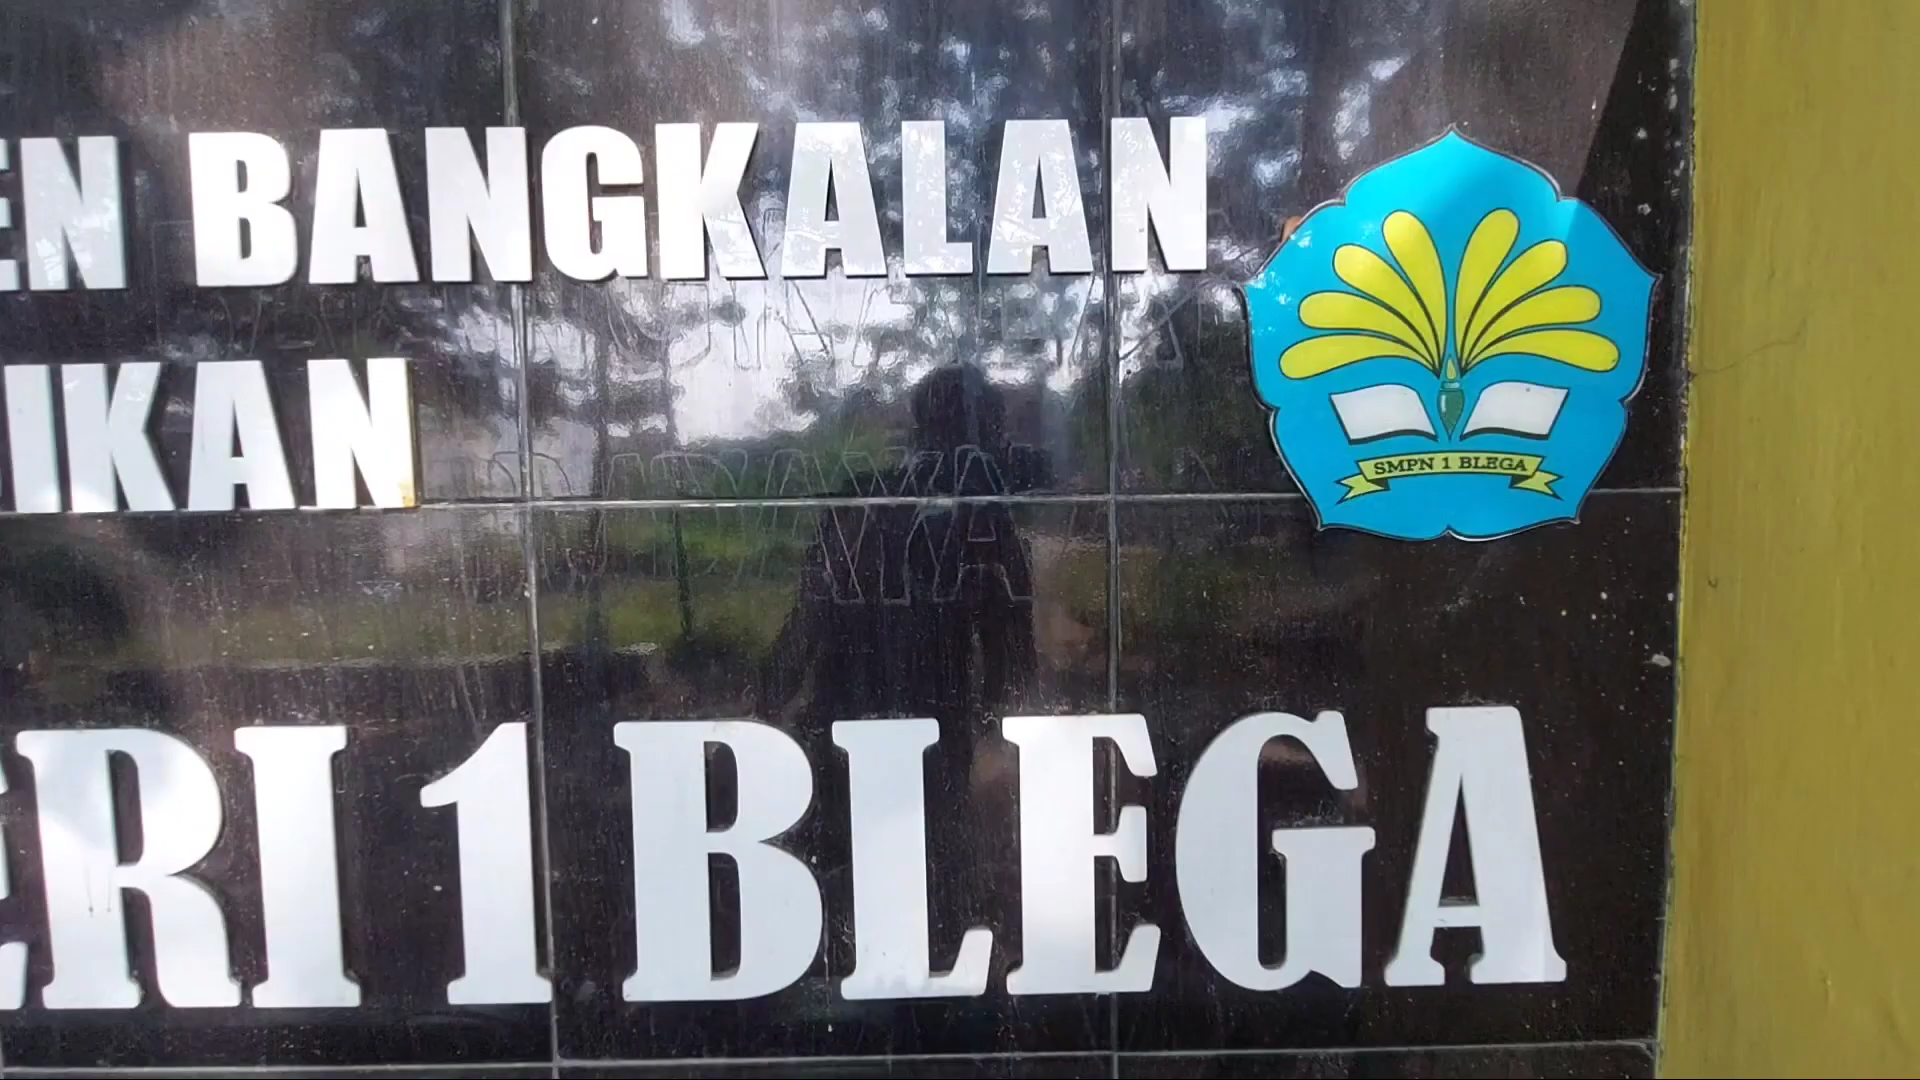 EN BANGKALAN
IKAN
SMPN 1 BLEGA
ERI 1 BLEGA